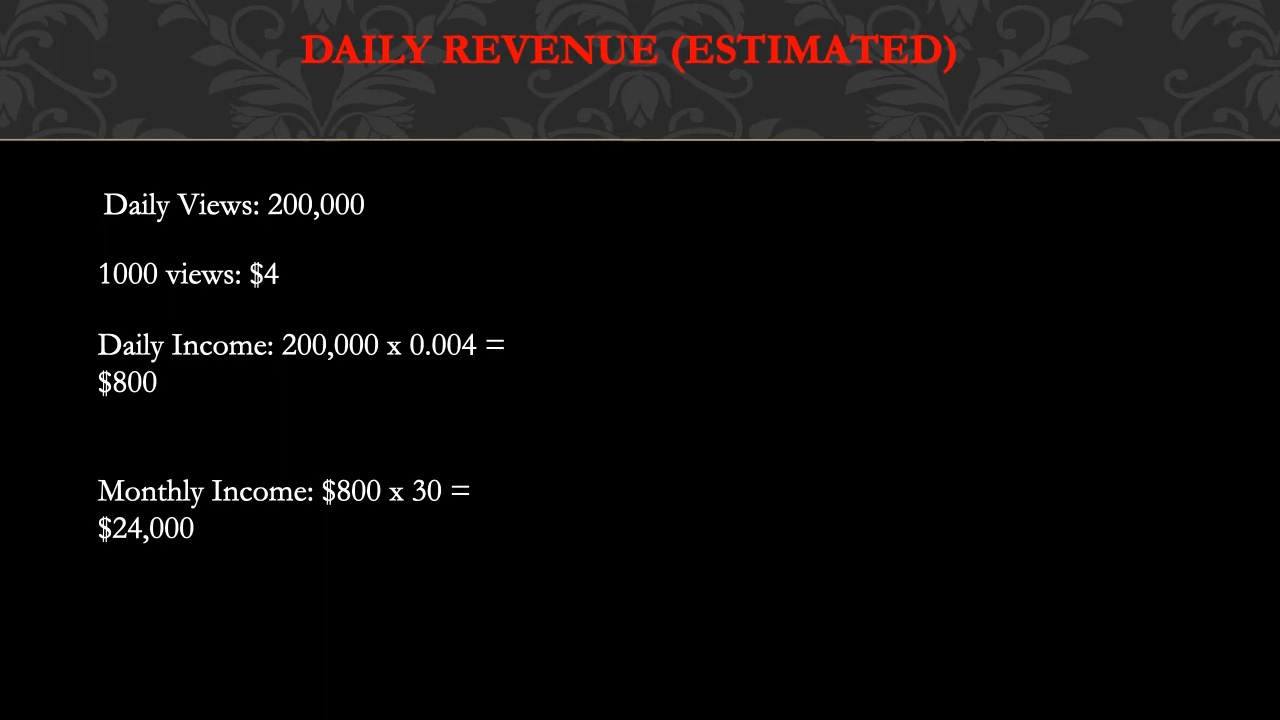 DAILY REVENUE (ESTIMATED)
Daily Views: 200,000
1000 views: $4
Daily Income: 200,000 x 0.004 =
$800
Monthly Income: $800 x 30 =
$24,000